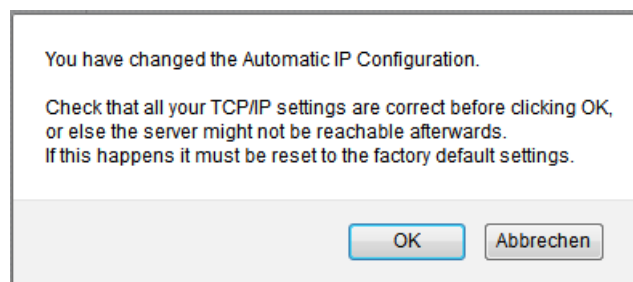 You have changed the Automatic IP Configuration.
Check that all your TCP/IP settings are correct before clicking OK,
or else the server might not be reachable afterwards.
If this happens it must be reset to the factory default settings.
OK
Abbrechen